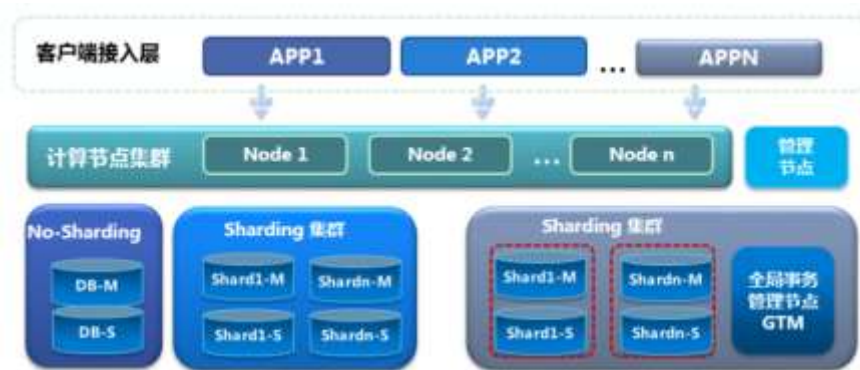 客户端接入层
APP1
APP2
...
APPN
计算节点集群
Node 1
Node 2
...
Node n
管理
节点
No-Sharding
DB-M
DB-S
Sharding 集群
Shard1-M
Shardn-M
Shard1-S
Shardn-S
Sharding 集群
Shard1-M
Shardn-M
Shard1-S
Shardn-S
全局事务
管理节点
GTM